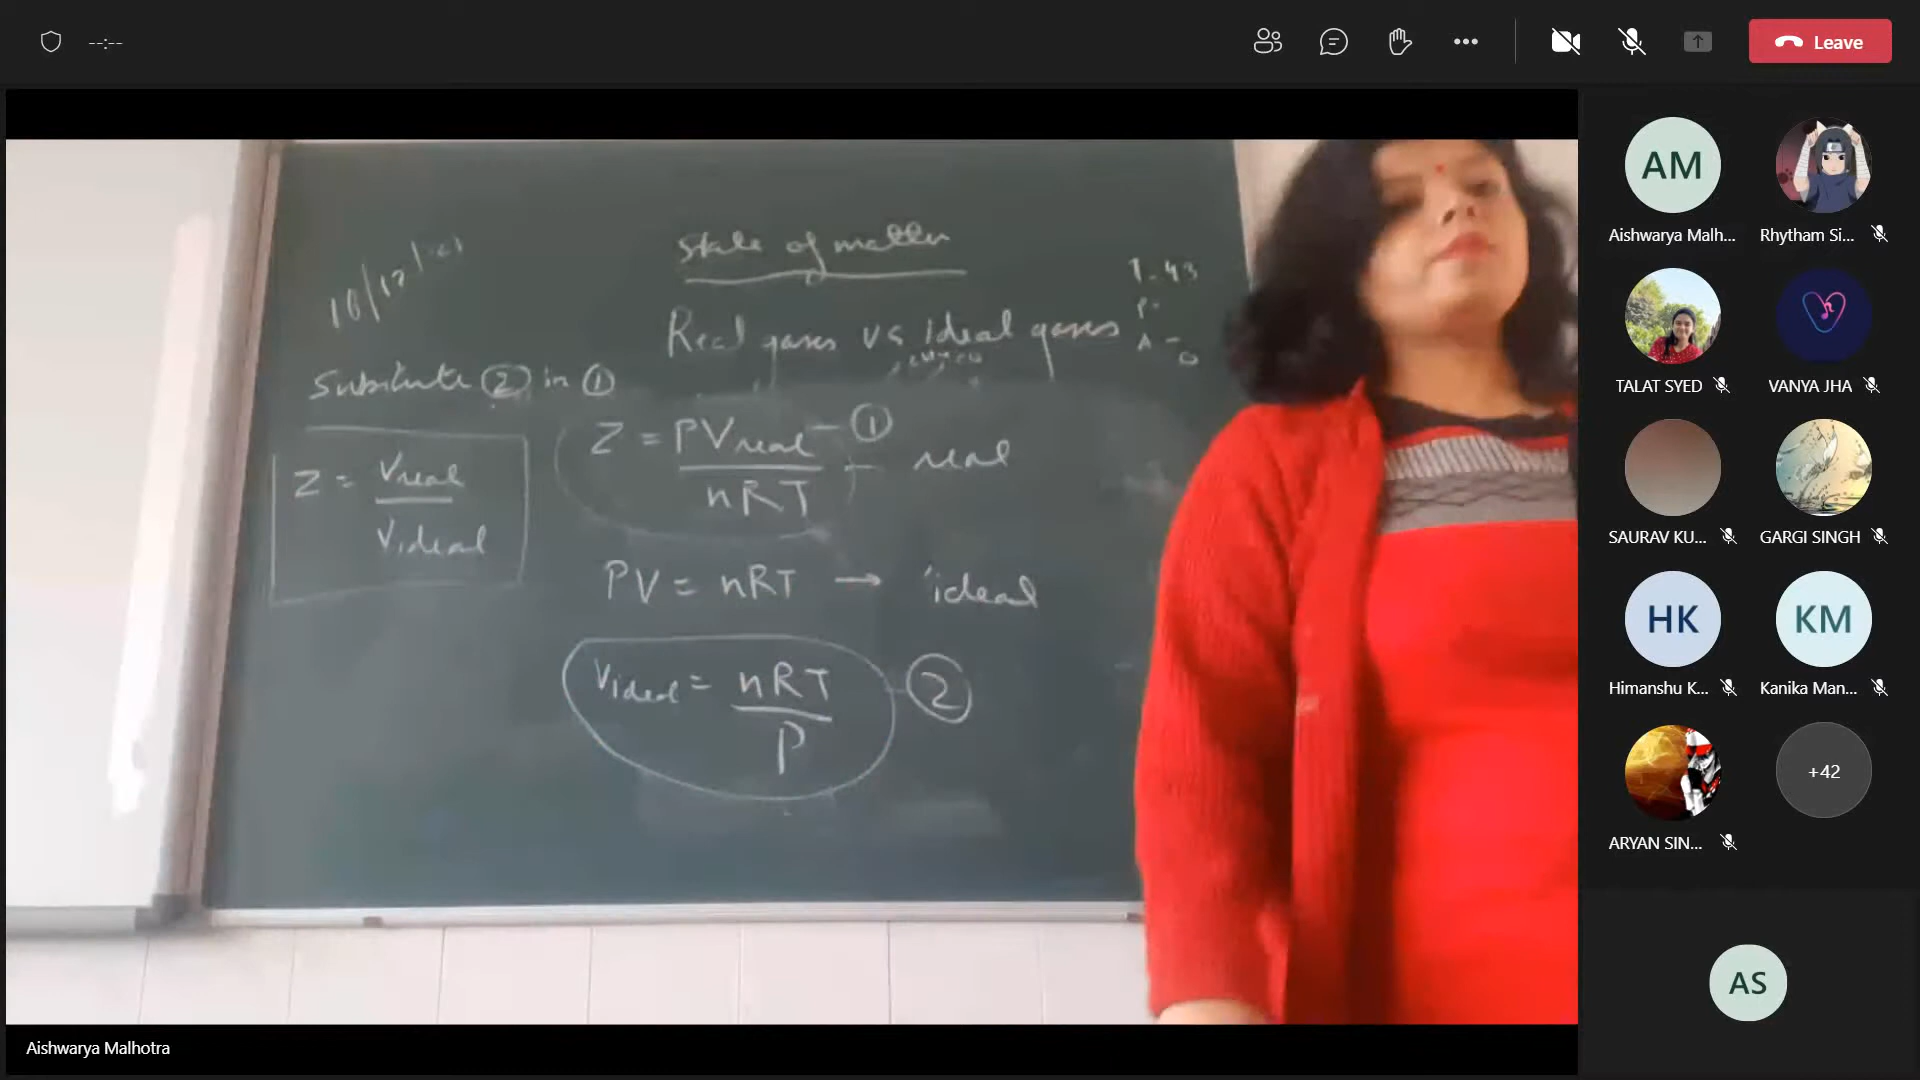 --:--
Leave
State of matter
10/12/
T-43
P-
A-
Real gases vs ideal gases
Substitute ② in ①
Z = PVreal — ①
nRT
real
Z = Vreal
Videal
PV = nRT → ideal
Videal = nRT ②
P
Aishwarya Malhotra
AM
Aishwarya Malh...
Rhytham Si...
TALAT SYED
VANYA JHA
SAURAV KU...
GARGI SINGH
HK
KM
Himanshu K...
Kanika Man...
ARYAN SIN...
+42
AS